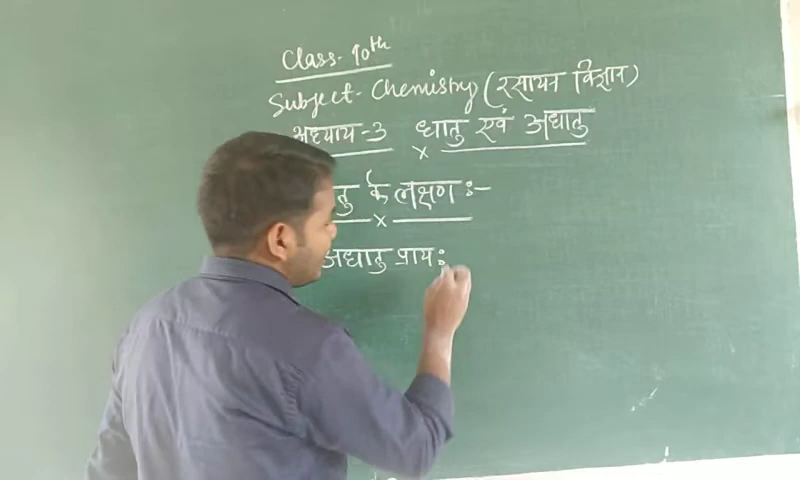 Class- 10th
Subject- Chemistry (रसायन विज्ञान)
अध्याय -3 धातु एवं अधातु
के लक्षण :-
अधातु प्रायः